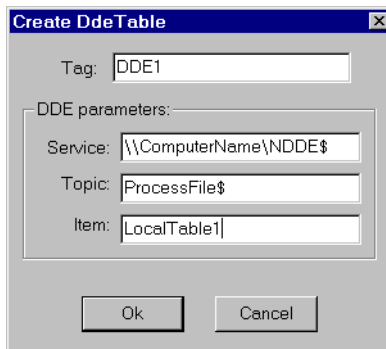 Create DdeTable
Tag: DDE1
DDE parameters:
Service: \\ComputerName\NDDE$
Topic: ProcessFile$
Item: LocalTable1
Ok Cancel